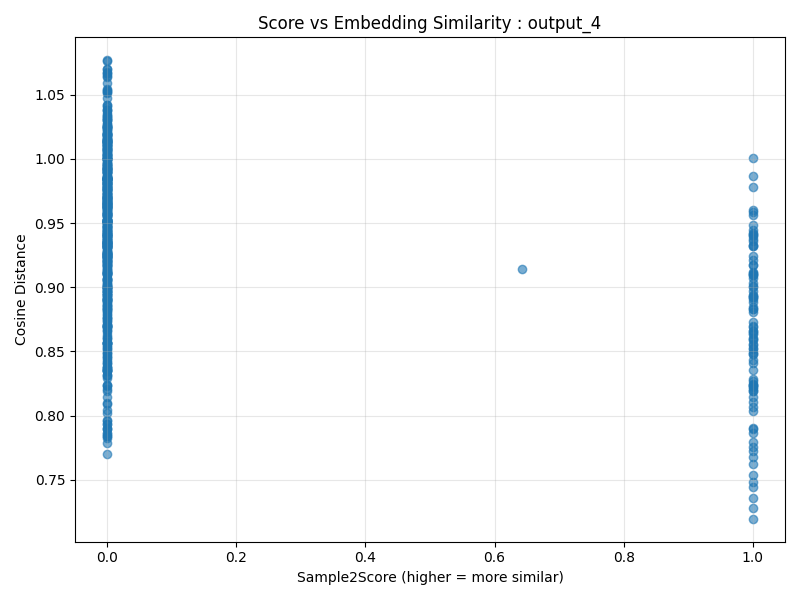 Score vs Embedding Similarity : output_4
1.05
1.00
0.95
0.90
0.85
0.80
0.75
Cosine Distance
0.0 0.2 0.4 0.6 0.8 1.0
Sample2Score (higher = more similar)